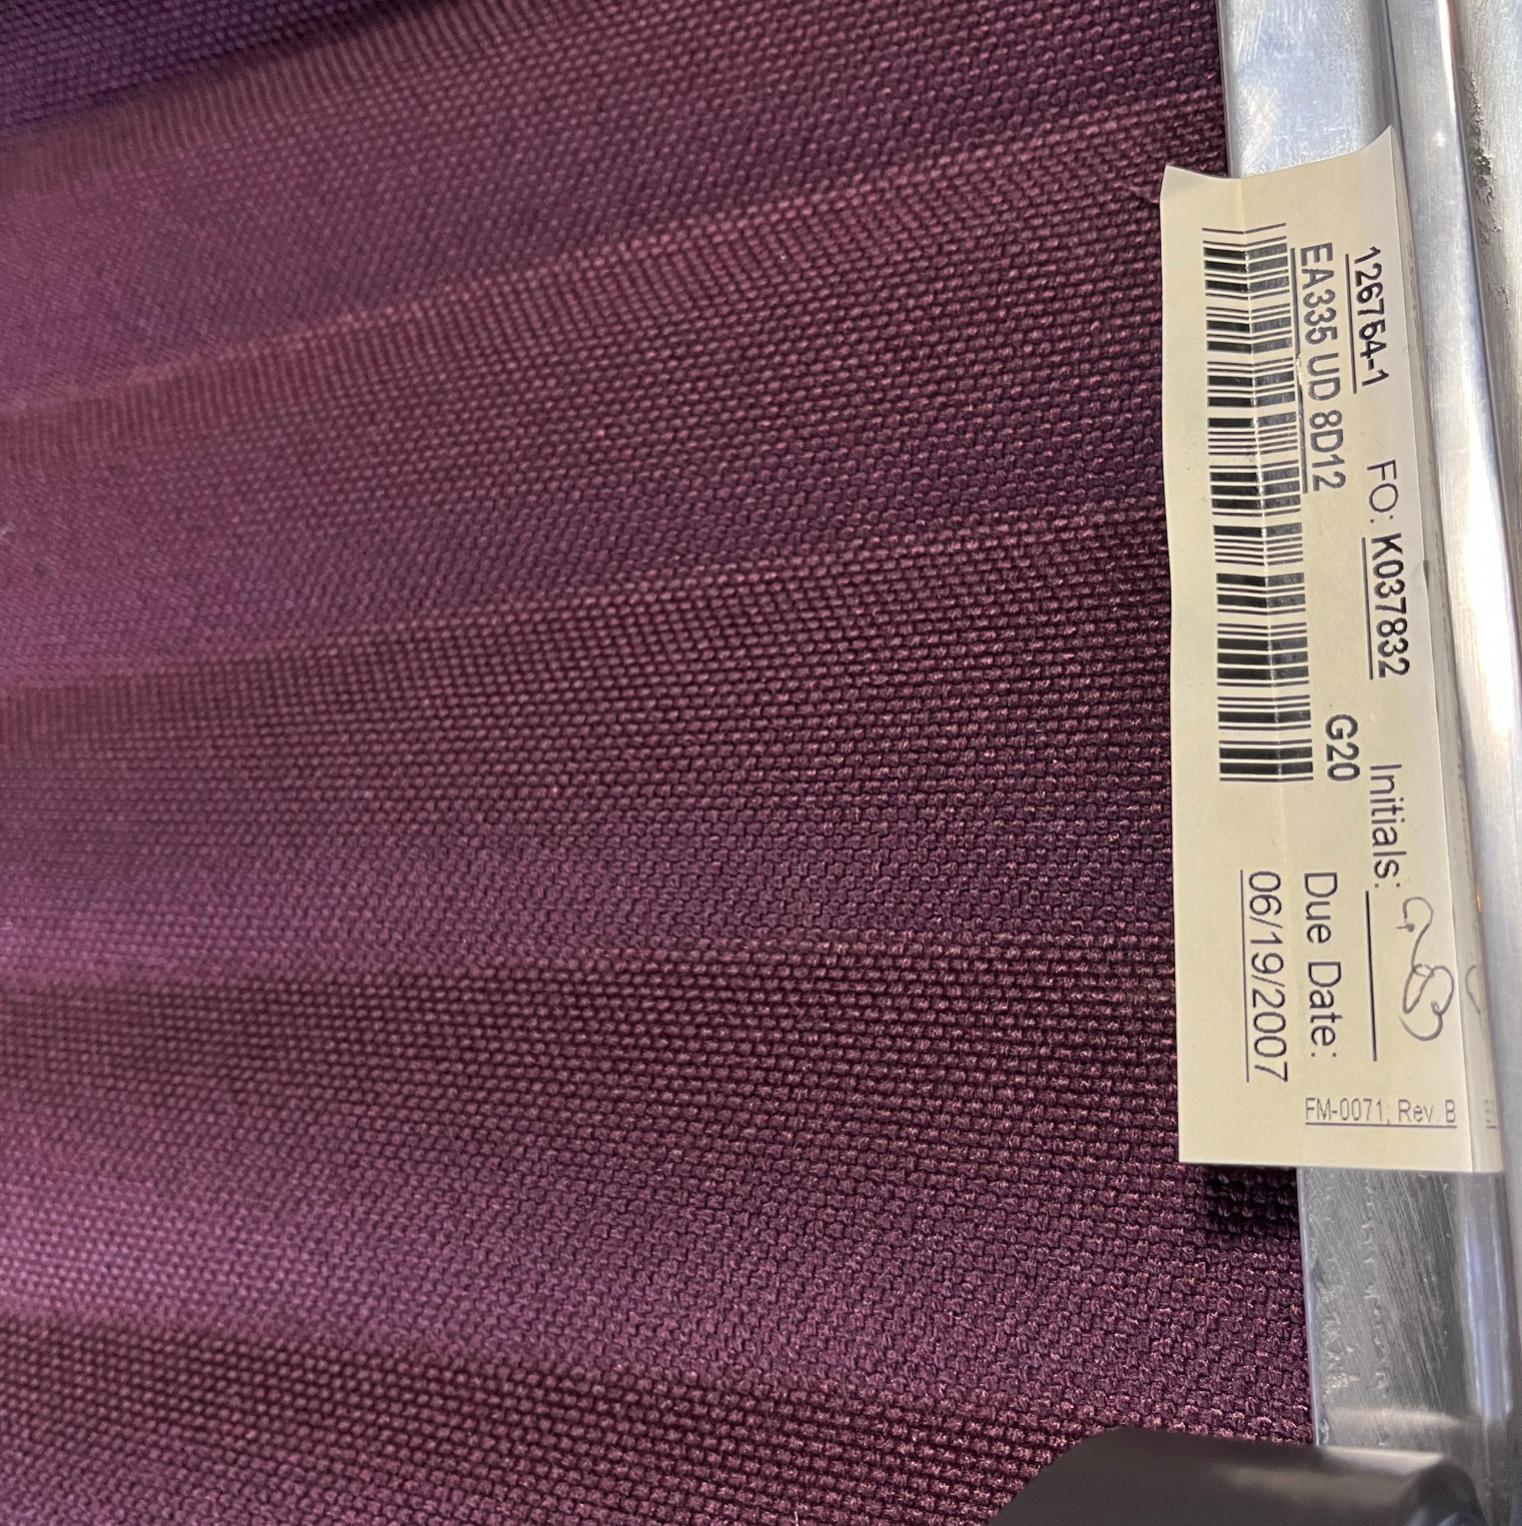 126754-1 FO: K037832 Initials:
EA335 UD 8D12 G20 Due Date:
06/19/2007
FM-0071; Rev. B